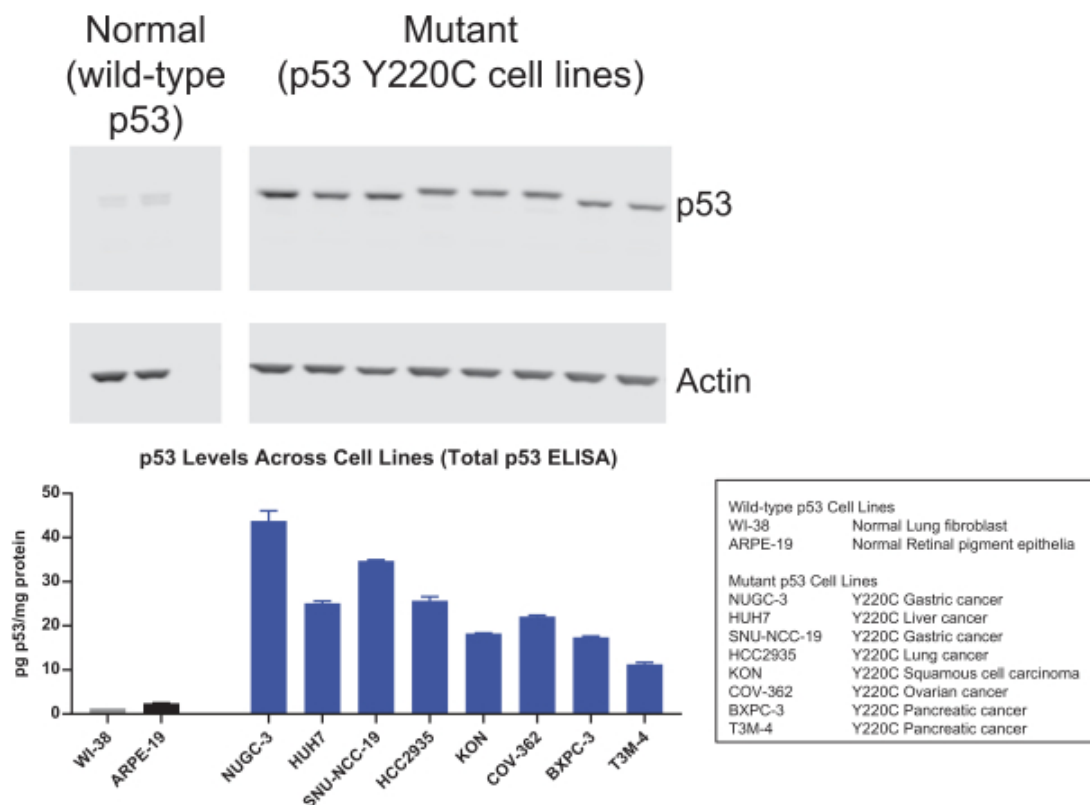 Normal
(wild-type
p53)
Mutant
(p53 Y220C cell lines)
p53
Actin
p53 Levels Across Cell Lines (Total p53 ELISA)
pg p53/mg protein
50
40
30
20
10
0
WI-38
ARPE-19
NUGC-3
HUH7
SNU-NCC-19
HCC2935
KON
COV-362
BXPC-3
T3M-4
Wild-type p53 Cell Lines
WI-38 Normal Lung fibroblast
ARPE-19 Normal Retinal pigment epithelia
Mutant p53 Cell Lines
NUGC-3 Y220C Gastric cancer
HUH7 Y220C Liver cancer
SNU-NCC-19 Y220C Gastric cancer
HCC2935 Y220C Lung cancer
KON Y220C Squamous cell carcinoma
COV-362 Y220C Ovarian cancer
BXPC-3 Y220C Pancreatic cancer
T3M-4 Y220C Pancreatic cancer